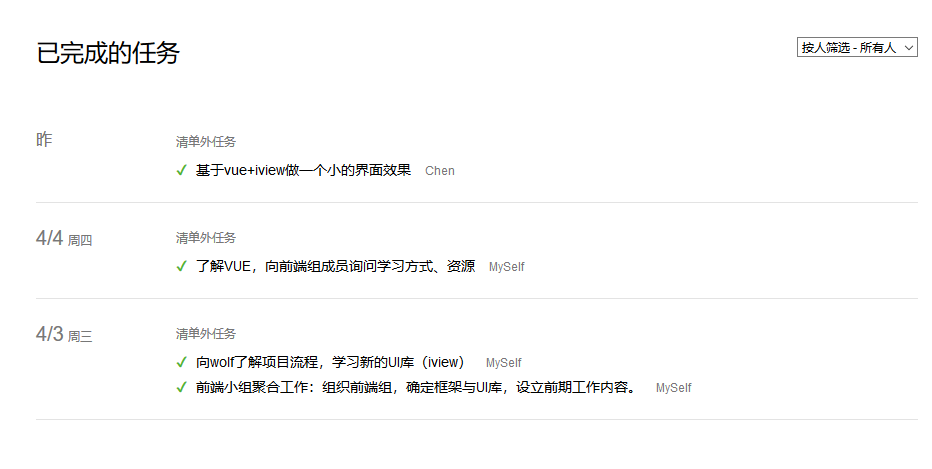 已完成的任务
按人筛选 - 所有人
昨
清单外任务
基于vue+iview做一个小的界面效果 Chen
4/4 周四
清单外任务
了解VUE，向前端组成员询问学习方式、资源 MySelf
4/3 周三
清单外任务
向wolf了解项目流程，学习新的UI库（iview） MySelf
前端小组聚合工作：组织前端组，确定框架与UI库，设立前期工作内容。 MySelf